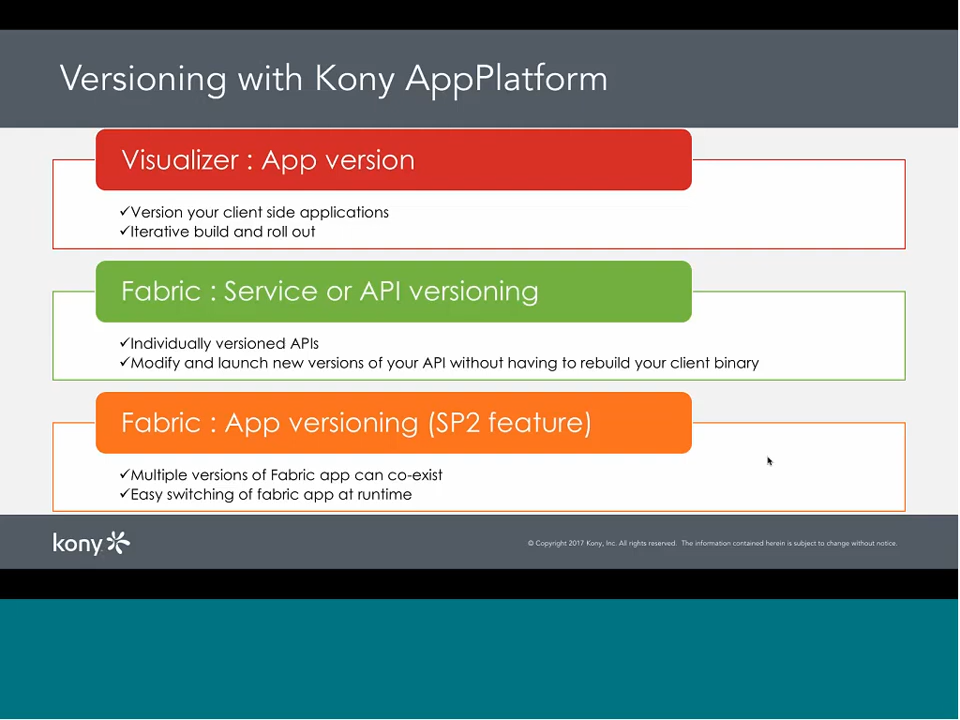 Versioning with Kony AppPlatform
Visualizer : App version
✓Version your client side applications
✓Iterative build and roll out
Fabric : Service or API versioning
✓Individually versioned APIs
✓Modify and launch new versions of your API without having to rebuild your client binary
Fabric : App versioning (SP2 feature)
✓Multiple versions of Fabric app can co-exist
✓Easy switching of fabric app at runtime
kony
© Copyright 2017 Kony, Inc. All rights reserved. The information contained herein is subject to change without notice.